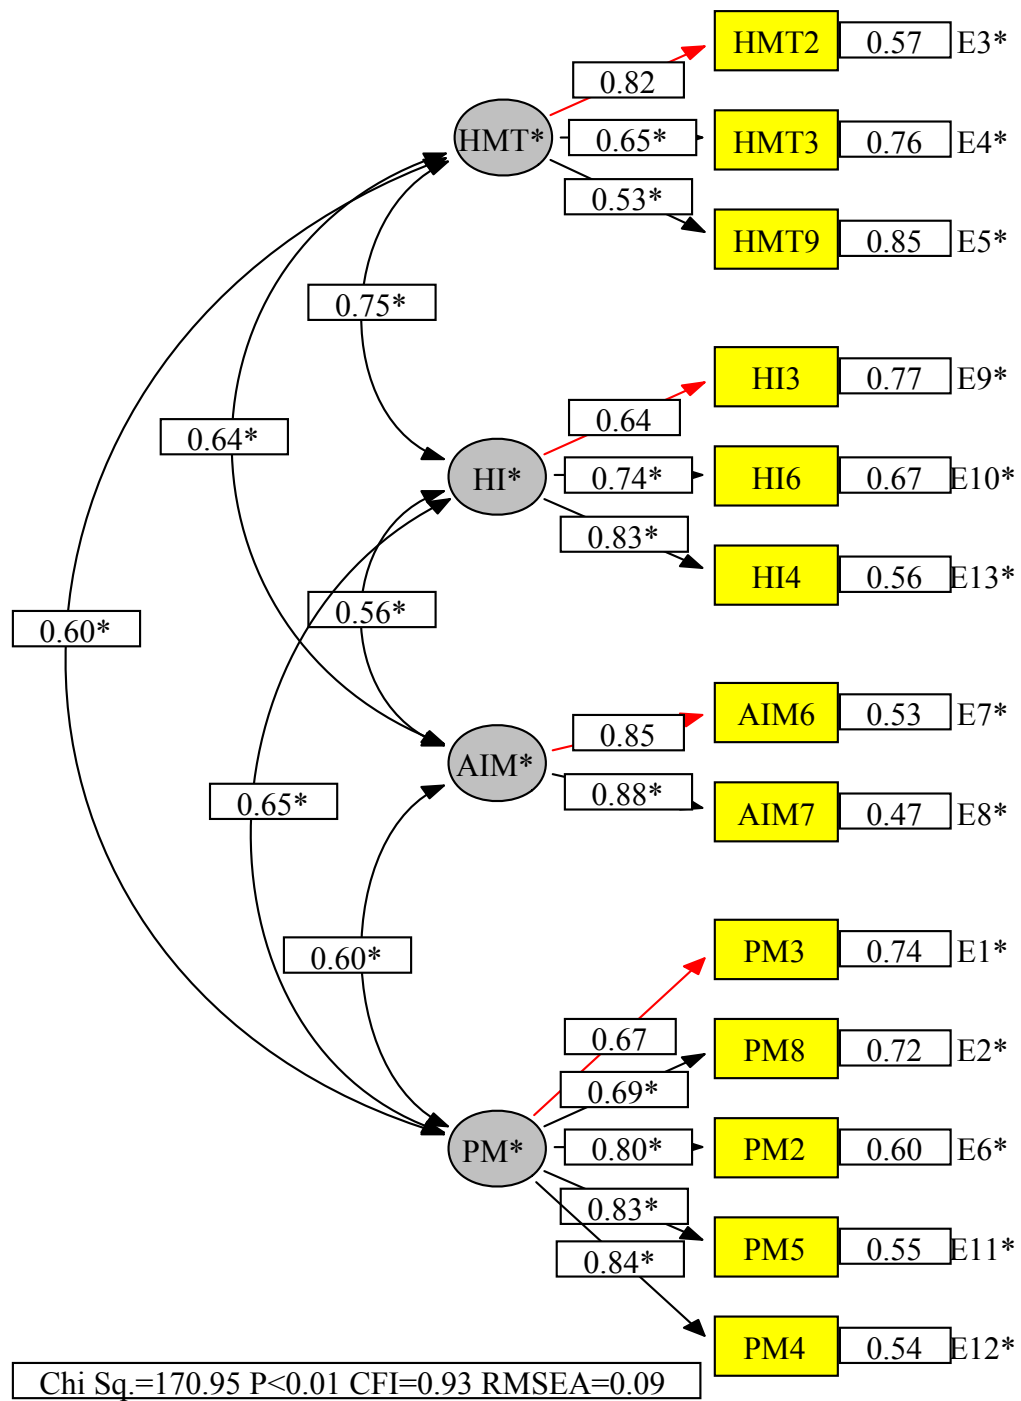 HMT2 0.57 E3*
0.82
HMT* 0.65* HMT3 0.76 E4*
0.53*
HMT9 0.85 E5*
0.75*
HI3 0.77 E9*
0.64
0.64*
HI* 0.74* HI6 0.67 E10*
0.83*
HI4 0.56 E13*
0.56*
0.60*
AIM6 0.53 E7*
0.85
AIM*
0.88*
0.65*
AIM7 0.47 E8*
PM3 0.74 E1*
0.60*
0.67
PM8 0.72 E2*
0.69*
PM* 0.80* PM2 0.60 E6*
0.83*
PM5 0.55 E11*
0.84*
PM4 0.54 E12*
Chi Sq.=170.95 P<0.01 CFI=0.93 RMSEA=0.09